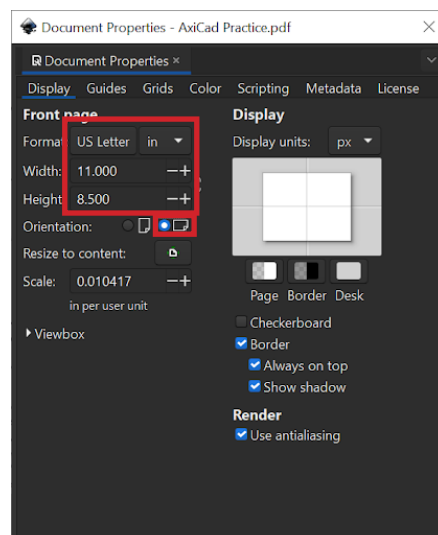 Document Properties - AxiCad Practice.pdf
Document Properties ×
Display Guides Grids Color Scripting Metadata License
Front page
Format US Letter in
Width: 11.000
Height 8.500
Orientation:
Resize to content:
Scale: 0.010417
in per user unit
Viewbox
Display
Display units: px
Page Border Desk
Checkerboard
Border
Always on top
Show shadow
Render
Use antialiasing